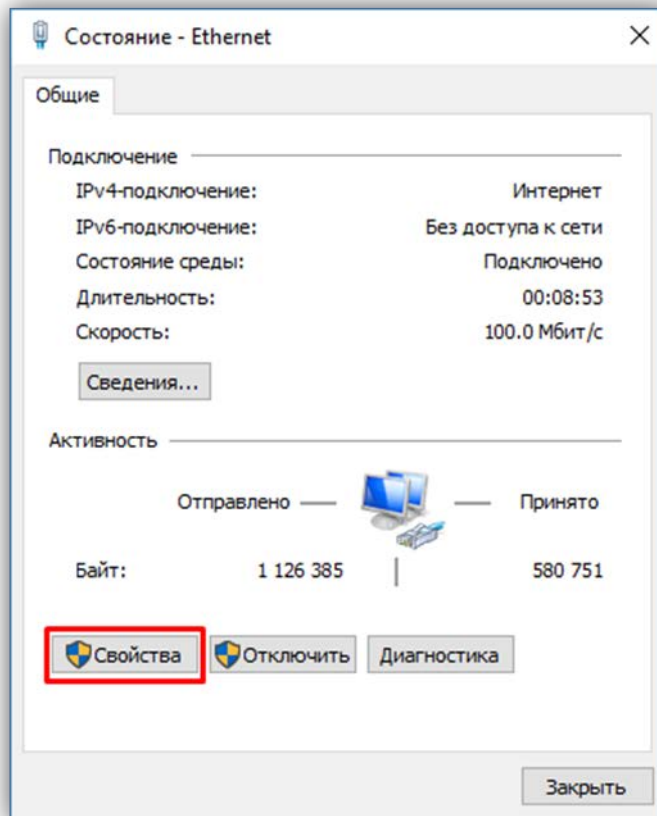 Состояние - Ethernet
Общие
Подключение
IPv4-подключение: Интернет
IPv6-подключение: Без доступа к сети
Состояние среды: Подключено
Длительность: 00:08:53
Скорость: 100.0 Мбит/с
Сведения...
Активность
Отправлено Принято
Байт: 1 126 385 580 751
Свойства Отключить Диагностика
Закрыть